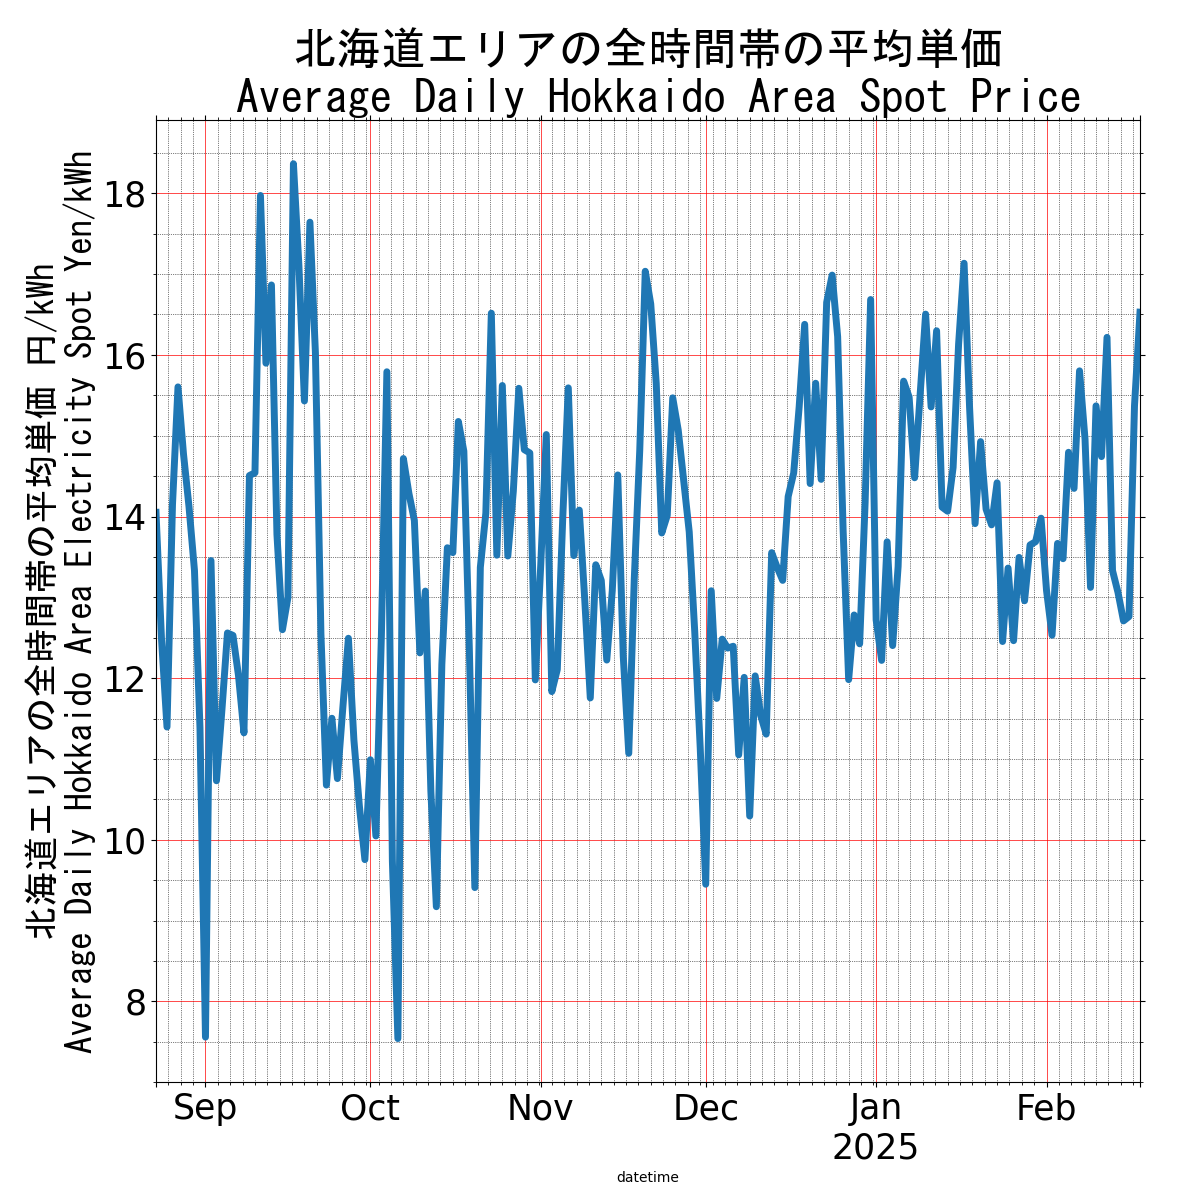 北海道エリアの全時間帯の平均単価
Average Daily Hokkaido Area Spot Price
北海道エリアの全時間帯の平均単価 円/kWh
Average Daily Hokkaido Area Electricity Spot Yen/kWh
18
16
14
12
10
8
Sep Oct Nov Dec Jan Feb
2025
datetime